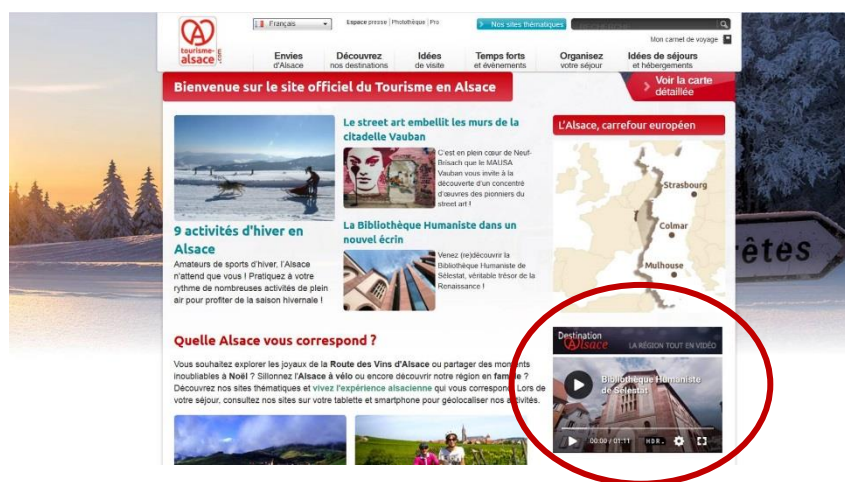 Français
Espace presse | Photothèque | Pro
Nos sites thématiques
Mon carnet de voyage
tourisme-
alsace
.com
Envies
d'Alsace
Découvrez
nos destinations
Idées
de visite
Temps forts
et évènements
Organisez
votre séjour
Idées de séjours
et hébergements
Bienvenue sur le site officiel du Tourisme en Alsace
Voir la carte
détaillée
9 activités d'hiver en
Alsace
Amateurs de sports d'hiver, l'Alsace
n'attend que vous ! Pratiquez à votre
rythme de nombreuses activités de plein
air pour profiter de la saison hivernale !
Le street art embellit les murs de la
citadelle Vauban
C'est en plein cœur de Neuf-
Brisach que le MAUSA
Vauban vous invite à la
découverte d'un concentré
d'œuvres des pionniers du
street art !
La Bibliothèque Humaniste dans un
nouvel écrin
Venez (re)découvrir la
Bibliothèque Humaniste de
Sélestat, véritable trésor de la
Renaissance !
L'Alsace, carrefour européen
Strasbourg
Colmar
Mulhouse
êtes
Quelle Alsace vous correspond ?
Vous souhaitez explorer les joyaux de la Route des Vins d'Alsace ou partager des moments
inoubliables à Noël ? Sillonnez l'Alsace à vélo ou encore découvrir notre région en famille ?
Découvrez nos sites thématiques et vivez l'expérience alsacienne qui vous correspond. Lors de
votre séjour, consultez nos sites sur votre tablette et smartphone pour géolocaliser nos activités.
Destination
Alsace
LA RÉGION TOUT EN VIDÉO
Bibliothèque Humaniste
de Sélestat
00:00 / 01:11